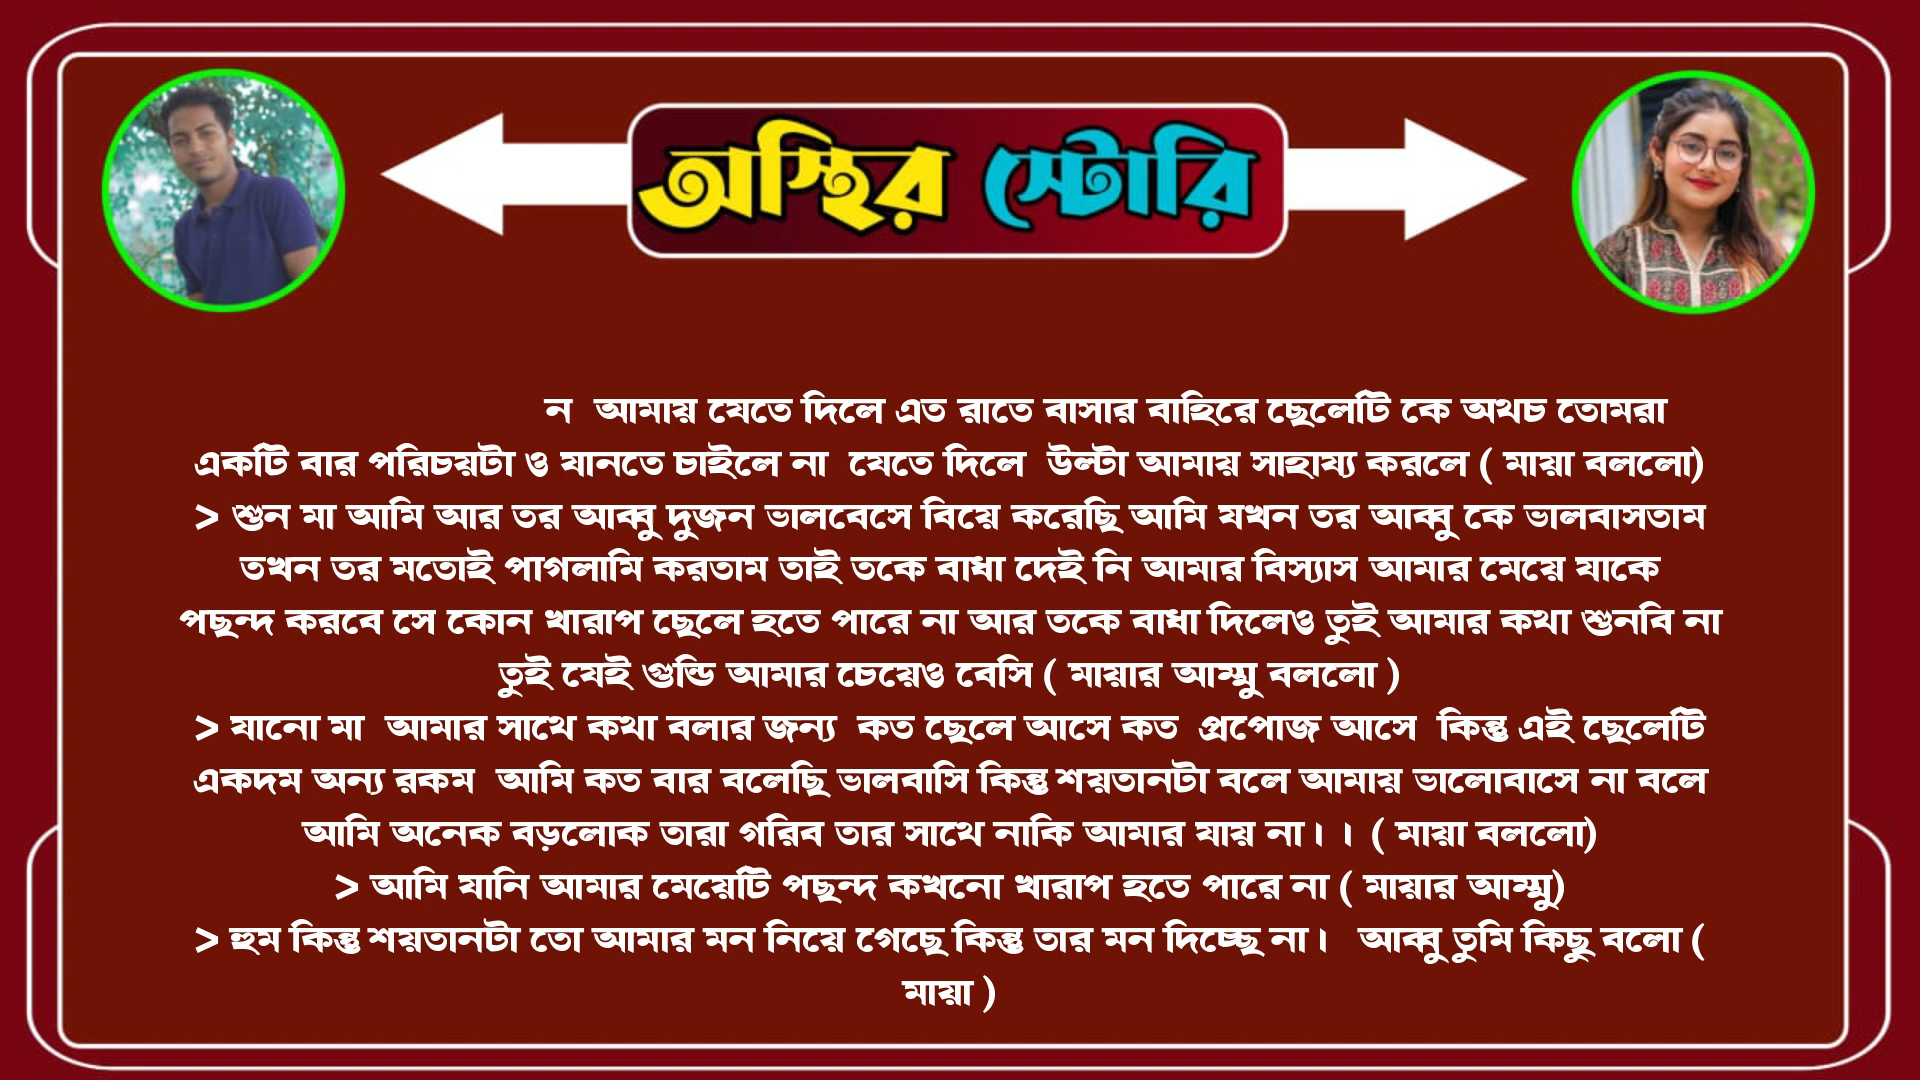 অস্থির স্টোরি
ন আমায় যেতে দিলে এত রাতে বাসার বাহিরে ছেলেটি কে অথচ তোমরা
একটি বার পরিচয়টা ও যানতে চাইলে না যেতে দিলে উল্টা আমায় সাহায্য করলে ( মায়া বললো)
> শুন মা আমি আর তর আব্বু দুজন ভালবেসে বিয়ে করেছি আমি যখন তর আব্বু কে ভালবাসতাম
তখন তর মতোই পাগলামি করতাম তাই তকে বাধা দেই নি আমার বিস্যাস আমার মেয়ে যাকে
পছন্দ করবে সে কোন খারাপ ছেলে হতে পারে না আর তকে বাধা দিলেও তুই আমার কথা শুনবি না
তুই যেই গুন্ডি আমার চেয়েও বেসি ( মায়ার আম্মু বললো )
> যানো মা আমার সাথে কথা বলার জন্য কত ছেলে আসে কত প্রপোজ আসে কিন্তু এই ছেলেটি
একদম অন্য রকম আমি কত বার বলেছি ভালবাসি কিন্তু শয়তানটা বলে আমায় ভালোবাসে না বলে
আমি অনেক বড়লোক তারা গরিব তার সাথে নাকি আমার যায় না। । ( মায়া বললো)
> আমি যানি আমার মেয়েটি পছন্দ কখনো খারাপ হতে পারে না ( মায়ার আম্মু)
> হুম কিন্তু শয়তানটা তো আমার মন নিয়ে গেছে কিন্তু তার মন দিচ্ছে না। আব্বু তুমি কিছু বলো (
মায়া )